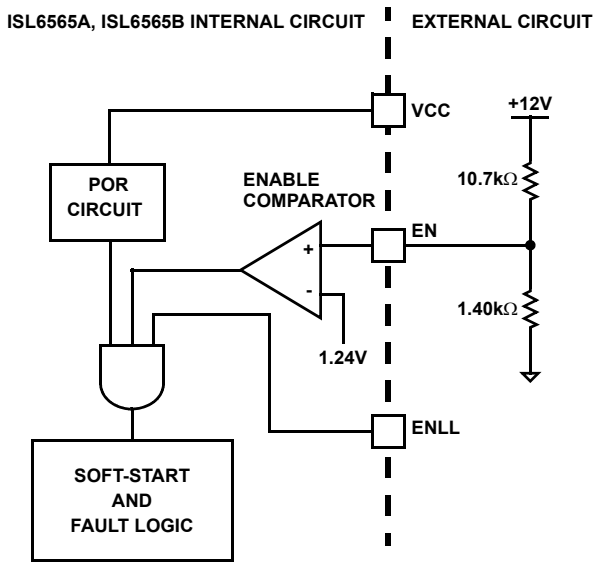 ISL6565A, ISL6565B INTERNAL CIRCUIT
EXTERNAL CIRCUIT
VCC
+12V
POR
CIRCUIT
ENABLE
COMPARATOR
10.7kΩ
EN
+
-
1.24V
1.40kΩ
ENLL
SOFT-START
AND
FAULT LOGIC